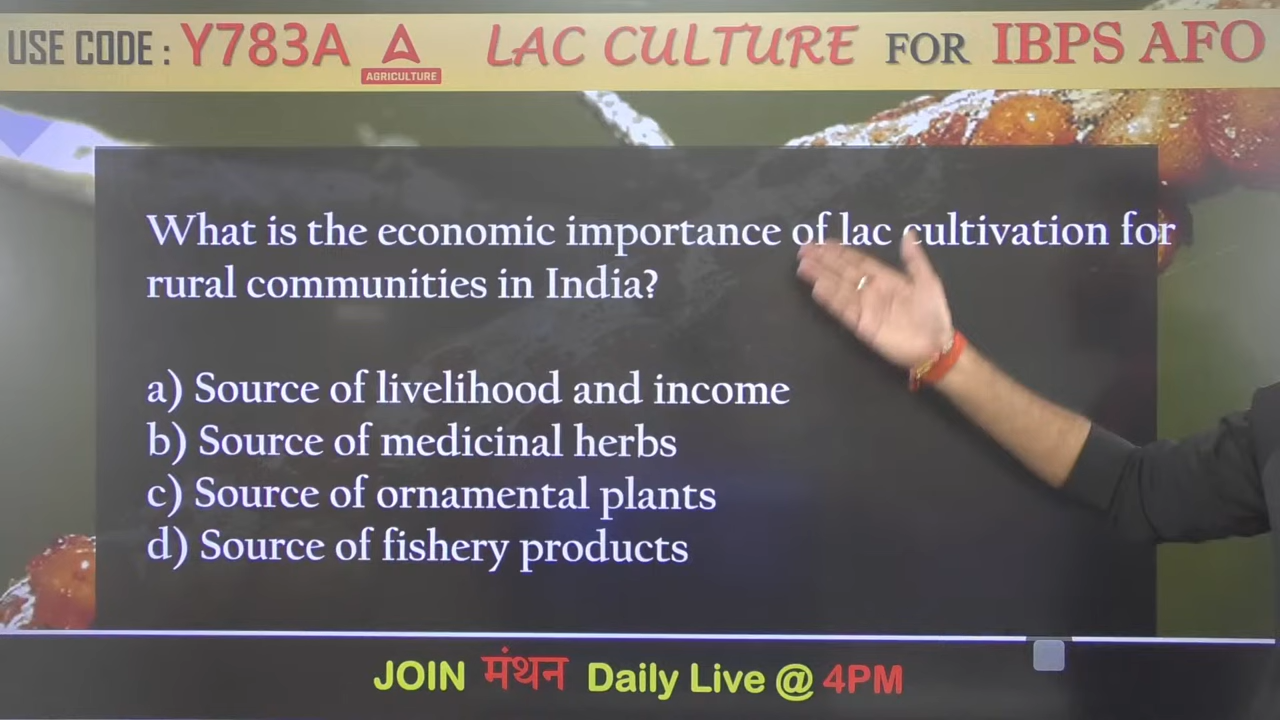 USE CODE : Y783A
AGRICULTURE
LAC CULTURE FOR IBPS AFO
What is the economic importance of lac cultivation for
rural communities in India?
a) Source of livelihood and income
b) Source of medicinal herbs
c) Source of ornamental plants
d) Source of fishery products
JOIN मंथन Daily Live @ 4PM